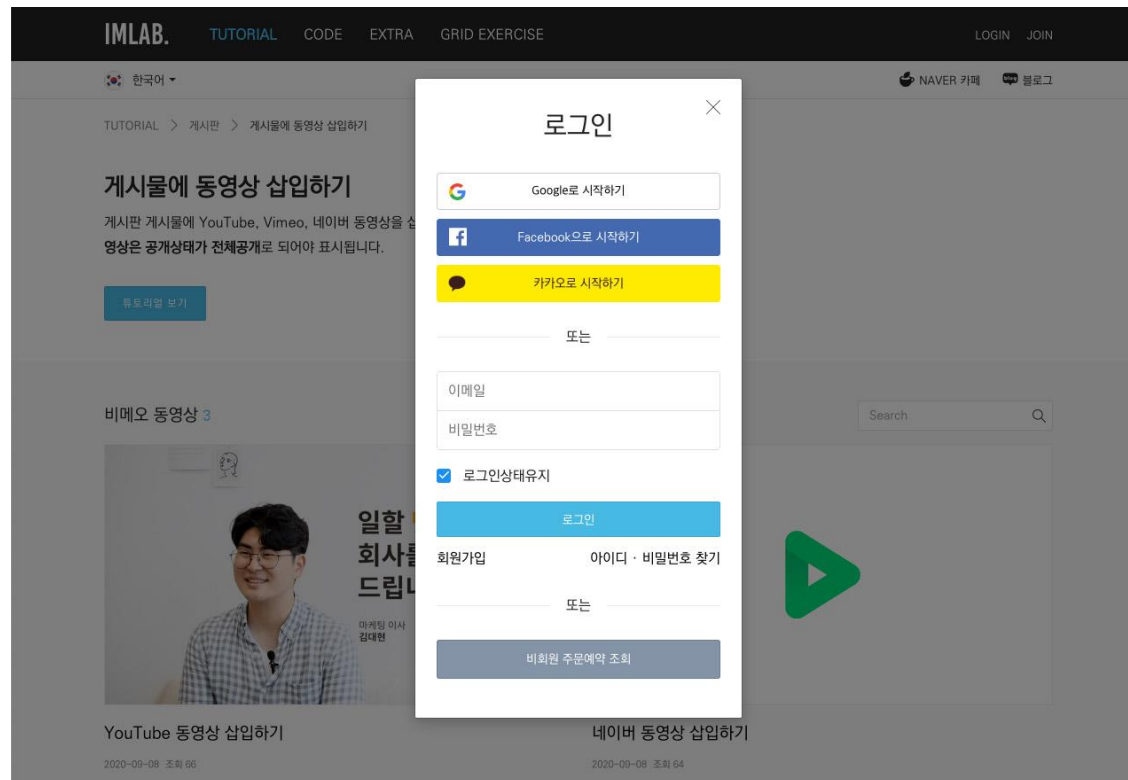 IMLAB. TUTORIAL CODE EXTRA GRID EXERCISE LOGIN JOIN
한국어 NAVER 카페 블로그
TUTORIAL > 게시판 > 게시물에 동영상 삽입하기
게시물에 동영상 삽입하기
게시판 게시물에 YouTube, Vimeo, 네이버 동영상을
영상은 공개상태가 전체공개로 되어야 표시됩니다.
튜토리얼 보기
로그인
Google로 시작하기
Facebook으로 시작하기
카카오로 시작하기
또는
이메일
비밀번호
로그인상태유지
로그인
회원가입 아이디 · 비밀번호 찾기
또는
비회원 주문예약 조회
비메오 동영상 3
Search
일할
회사를
드립니
마케팅 이사
김대현
YouTube 동영상 삽입하기
2020-09-08 조회 66
네이버 동영상 삽입하기
2020-09-08 조회 64